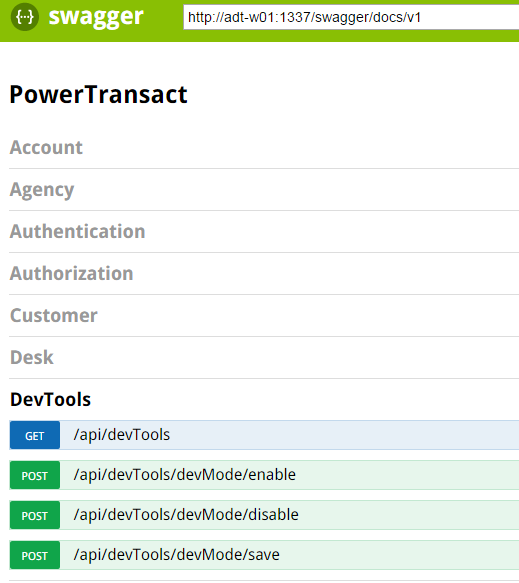 {···} swagger http://adt-w01:1337/swagger/docs/v1
PowerTransact
Account
Agency
Authentication
Authorization
Customer
Desk
DevTools
GET /api/devTools
POST /api/devTools/devMode/enable
POST /api/devTools/devMode/disable
POST /api/devTools/devMode/save